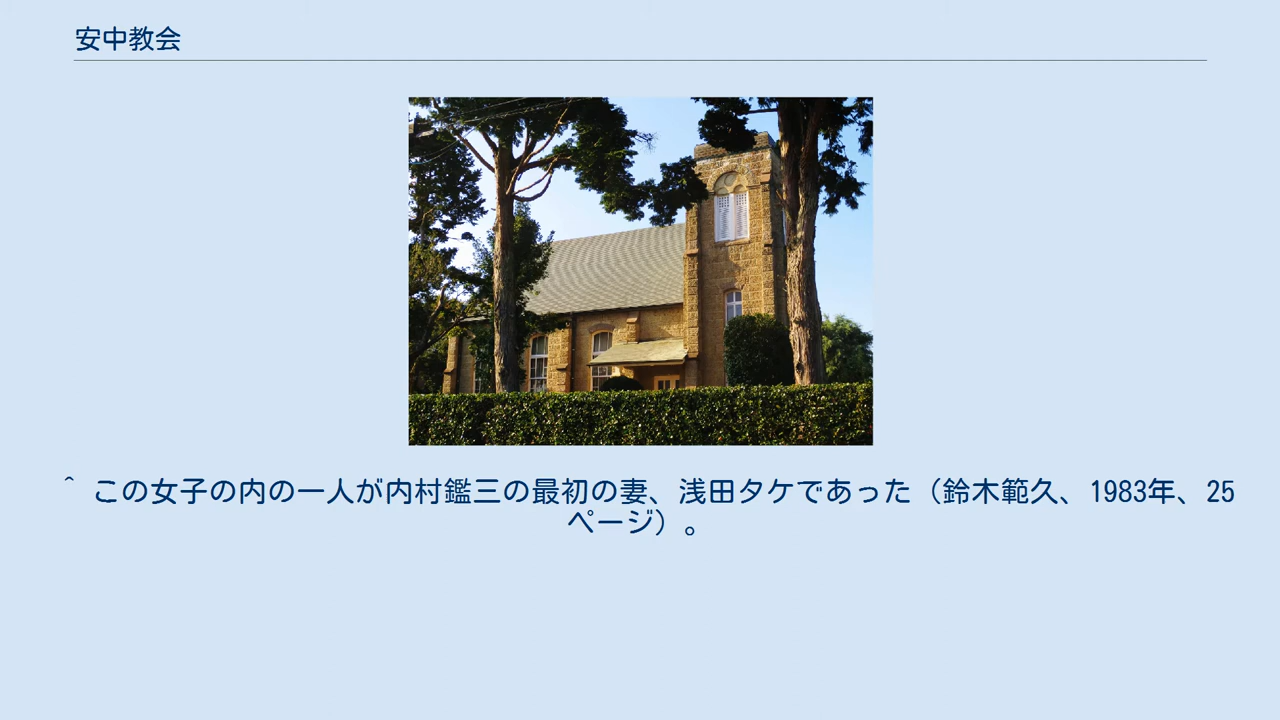 安中教会
^ この女子の内の一人が内村鑑三の最初の妻、浅田タケであった（鈴木範久、1983年、25
ページ）。